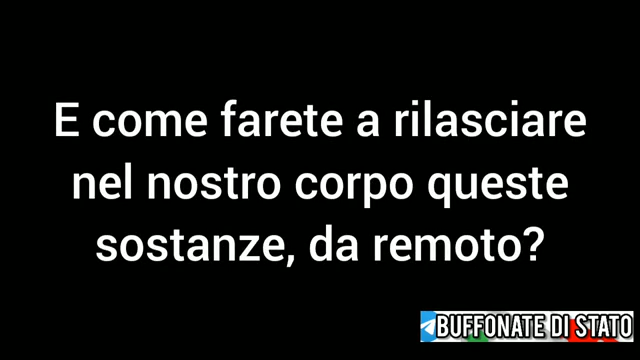 E come farete a rilasciare
nel nostro corpo queste
sostanze, da remoto?
BUFFONATE DI STATO